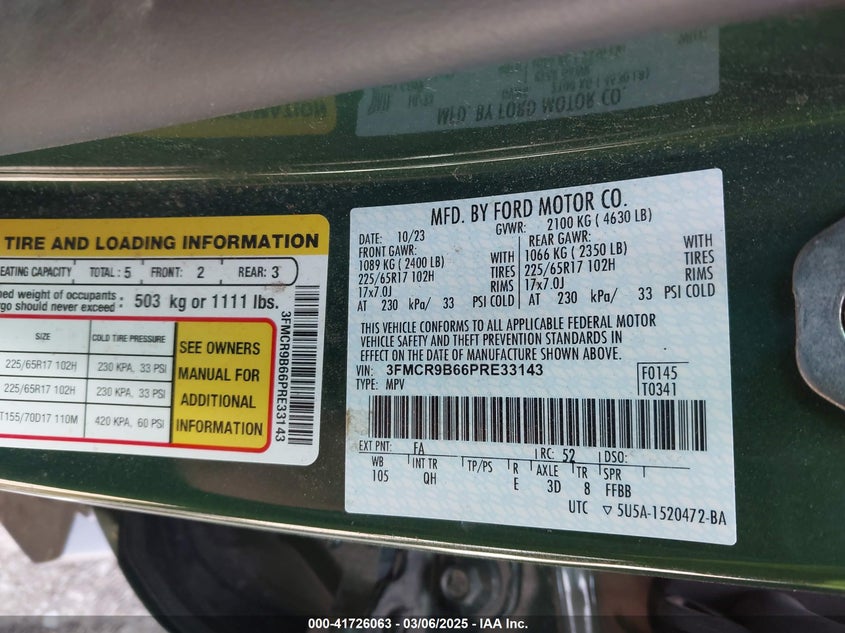 TIRE AND LOADING INFORMATION
EATING CAPACITY TOTAL : 5 FRONT: 2 REAR: 3
ned weight of occupants
rgo should never exceed : 503 kg or 1111 lbs.
SIZE COLD TIRE PRESSURE
225/65R17 102H 230 KPA, 33 PSI
225/65R17 102H 230 KPA, 33 PSI
T155/70D17 110M 420 KPA, 60 PSI
SEE OWNERS
MANUAL FOR
ADDITIONAL
INFORMATION
3FMCR9B66PRE33143
MFD. BY FORD MOTOR CO.
DATE: 10/23 GVWR: 2100 KG ( 4630 LB)
FRONT GAWR: REAR GAWR:
1089 KG ( 2400 LB) WITH 1066 KG ( 2350 LB) WITH
225/65R17 102H TIRES 225/65R17 102H TIRES
17x7.0J RIMS 17x7.0J RIMS
AT 230 kPa/ 33 PSI COLD AT 230 kPa/ 33 PSI COLD
THIS VEHICLE CONFORMS TO ALL APPLICABLE FEDERAL MOTOR
VEHICLE SAFETY AND THEFT PREVENTION STANDARDS IN
EFFECT ON THE DATE OF MANUFACTURE SHOWN ABOVE.
VIN: 3FMCR9B66PRE33143 F0145
TYPE: MPV T0341
EXT PNT: FA RC: 52 DSO:
WB INT TR TP/PS R AXLE TR SPR
105 QH E 3D 8 FFBB
UTC ▽ 5U5A-1520472-BA
000-41726063 - 03/06/2025 - IAA Inc.